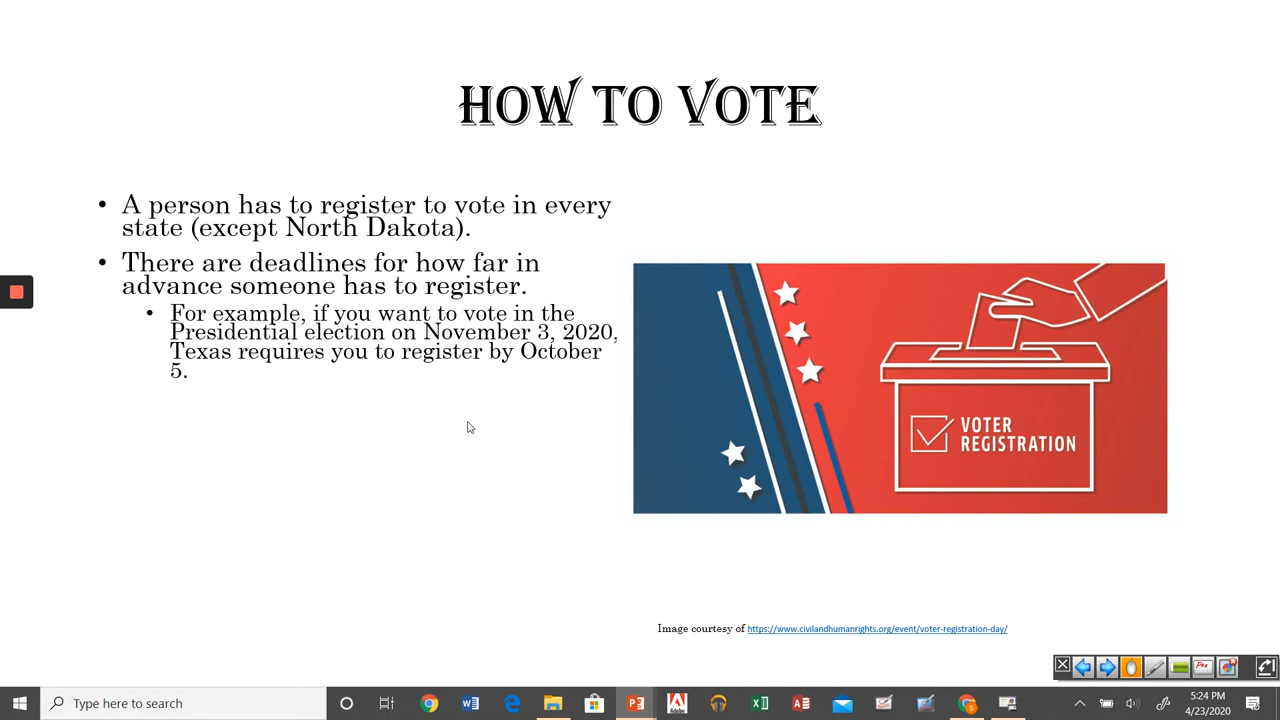 HOW TO VOTE
• A person has to register to vote in every
state (except North Dakota).
• There are deadlines for how far in
advance someone has to register.
• For example, if you want to vote in the
Presidential election on November 3, 2020,
Texas requires you to register by October
5.
VOTER
REGISTRATION
Image courtesy of https://www.civilandhumanrights.org/event/voter-registration-day/
Type here to search
5:24 PM
4/23/2020